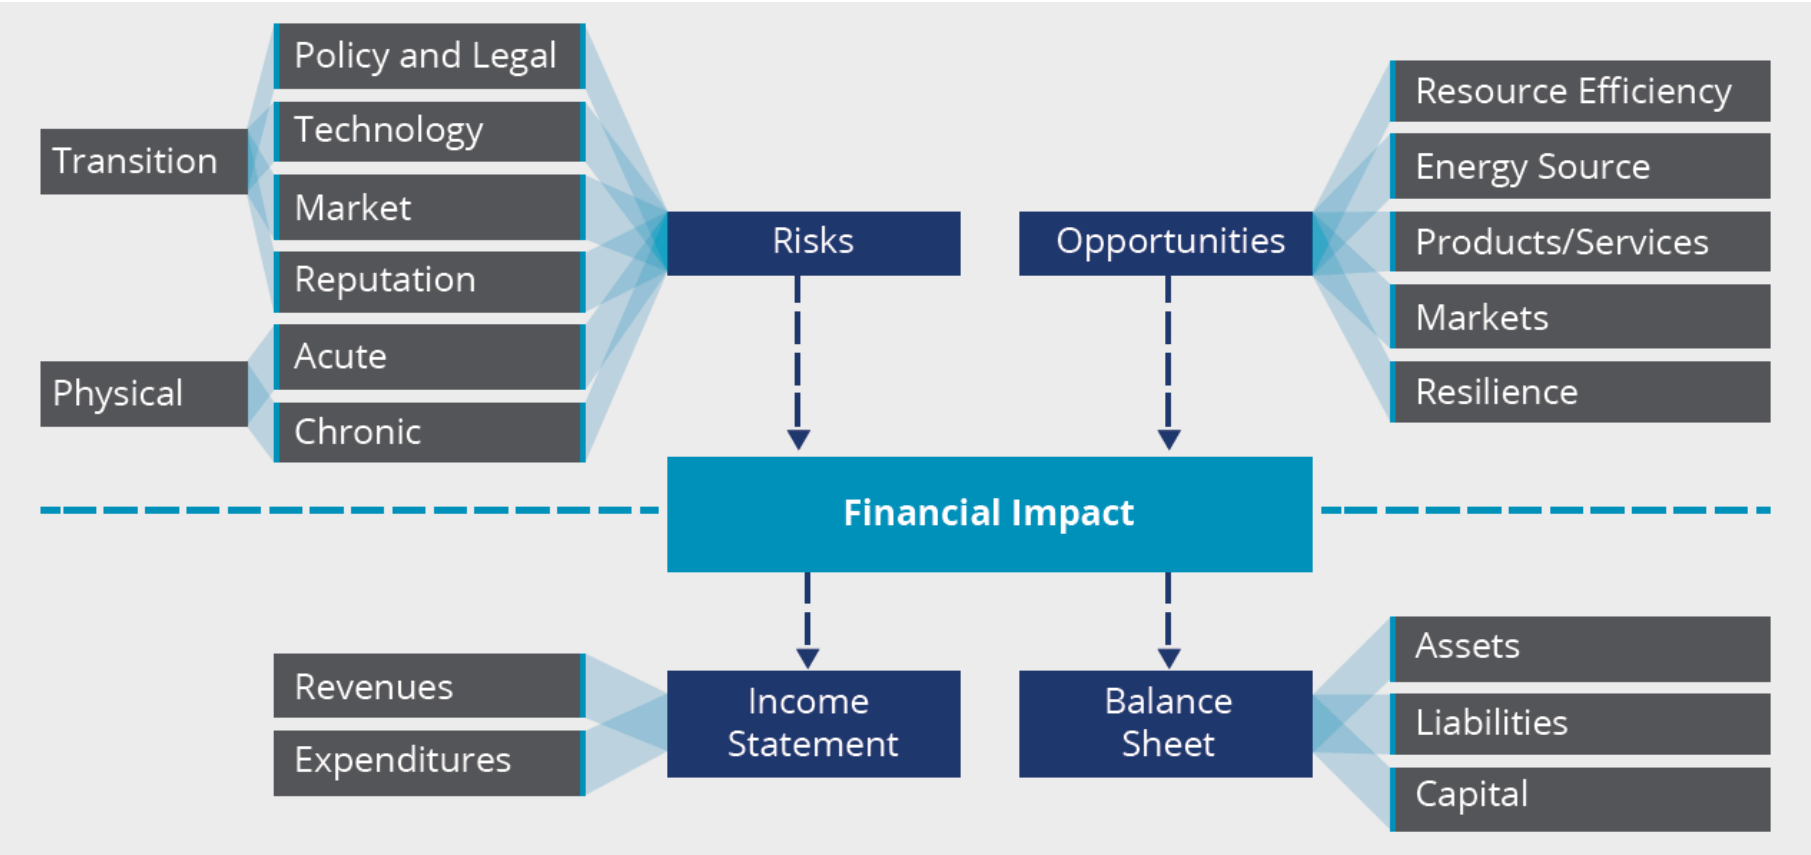 Transition
Physical
Policy and Legal
Technology
Market
Reputation
Acute
Chronic
Risks
Opportunities
Resource Efficiency
Energy Source
Products/Services
Markets
Resilience
Financial Impact
Revenues
Expenditures
Income
Statement
Balance
Sheet
Assets
Liabilities
Capital